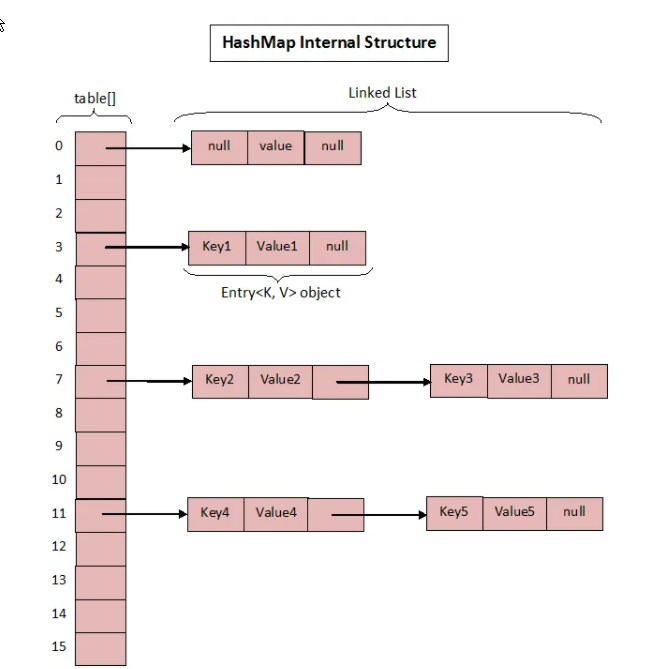 HashMap Internal Structure
table[]
Linked List
0 null value null
1
2
3 Key1 Value1 null
4
Entry<K, V> object
5
6
7 Key2 Value2 Key3 Value3 null
8
9
10
11 Key4 Value4 Key5 Value5 null
12
13
14
15